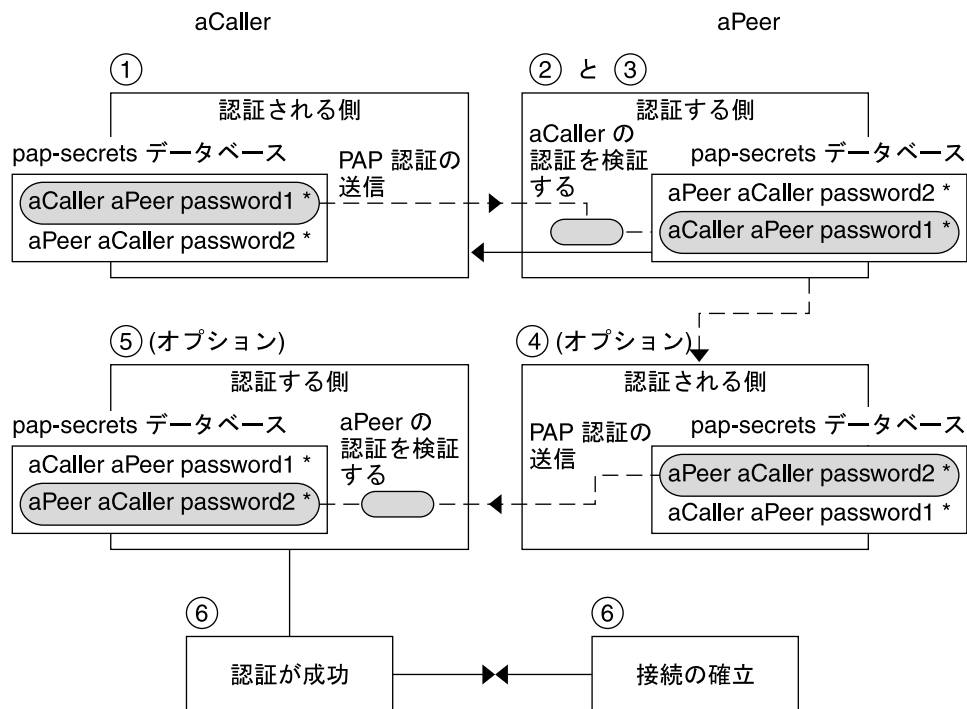 aCaller
aPeer
①
② と ③
認証される側
認証する側
pap-secrets データベース
PAP 認証の
送信
aCaller の
認証を検証
する
pap-secrets データベース
aCaller aPeer password1 *
aPeer aCaller password2 *
aPeer aCaller password2 *
aCaller aPeer password1 *
⑤ (オプション)
④ (オプション)
認証する側
認証される側
pap-secrets データベース
aPeer の
認証を検証
する
PAP 認証の
送信
pap-secrets データベース
aCaller aPeer password1 *
aPeer aCaller password2 *
aPeer aCaller password2 *
aCaller aPeer password1 *
⑥
⑥
認証が成功
接続の確立